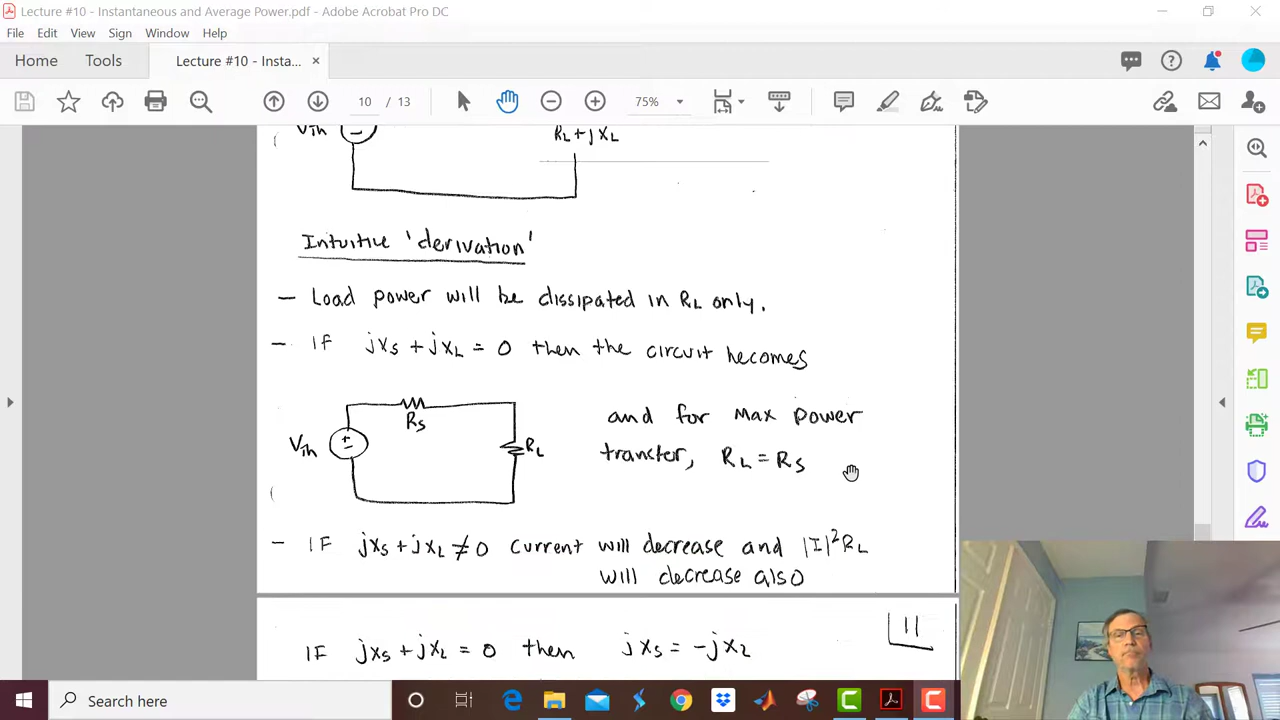 Lecture #10 - Instantaneous and Average Power.pdf - Adobe Acrobat Pro DC
File Edit View Sign Window Help
Home Tools Lecture #10 - Insta... ×
10 / 13 75%
Vth
RL+jXL
Intuitive 'derivation'
- Load power will be dissipated in RL only.
- IF jXs + jXL = 0 then the circuit becomes
Rs
Vth + - RL
and for Max power
transfer, RL = Rs
- IF jXs + jXL ≠ 0 current will decrease and |I|²RL
will decrease also
11
IF jXs + jXL = 0 then jXs = -jXL
Search here